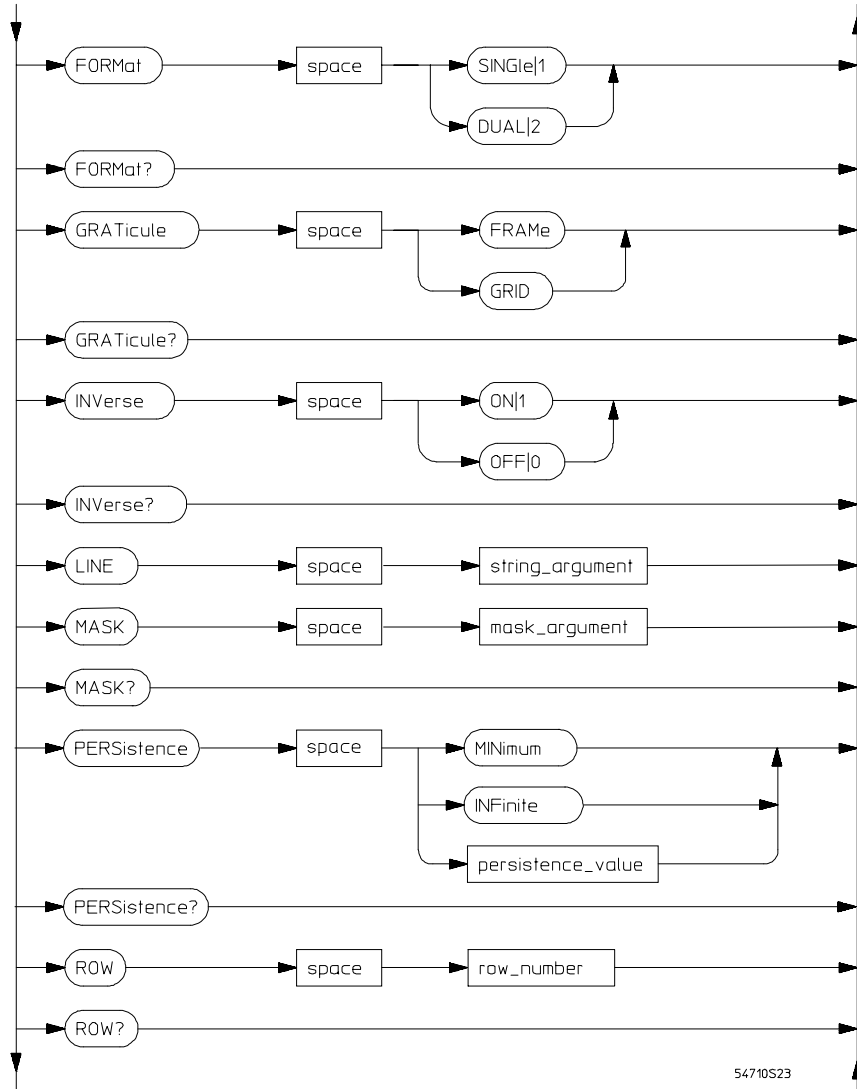 FORMat space SINGle|1
DUAL|2
FORMat?
GRATicule space FRAMe
GRID
GRATicule?
INVerse space ON|1
OFF|0
INVerse?
LINE space string_argument
MASK space mask_argument
MASK?
PERSistence space MINimum
INFinite
persistence_value
PERSistence?
ROW space row_number
ROW?
54710S23